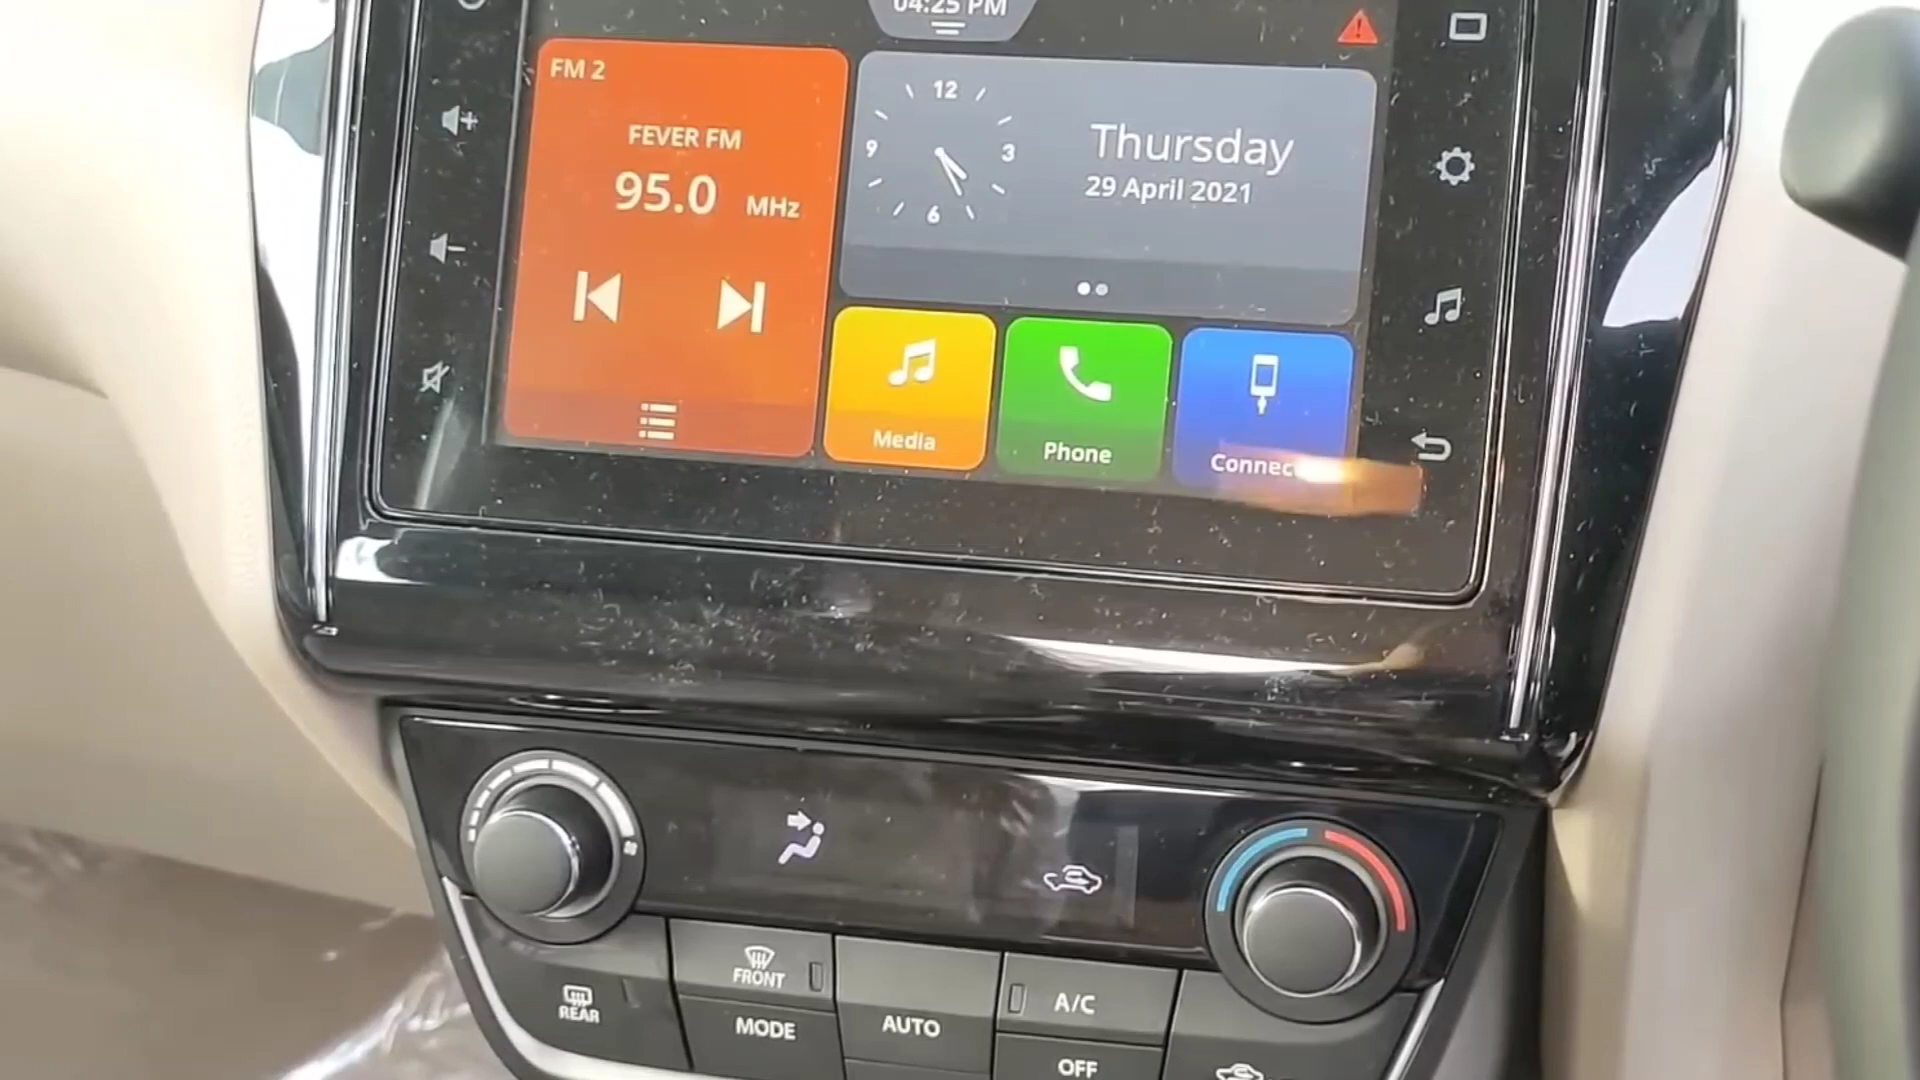 04:25 PM
FM 2
FEVER FM
95.0 MHz
12
9
3
6
Thursday
29 April 2021
Media
Phone
Connec
FRONT
REAR
MODE
AUTO
A/C
OFF